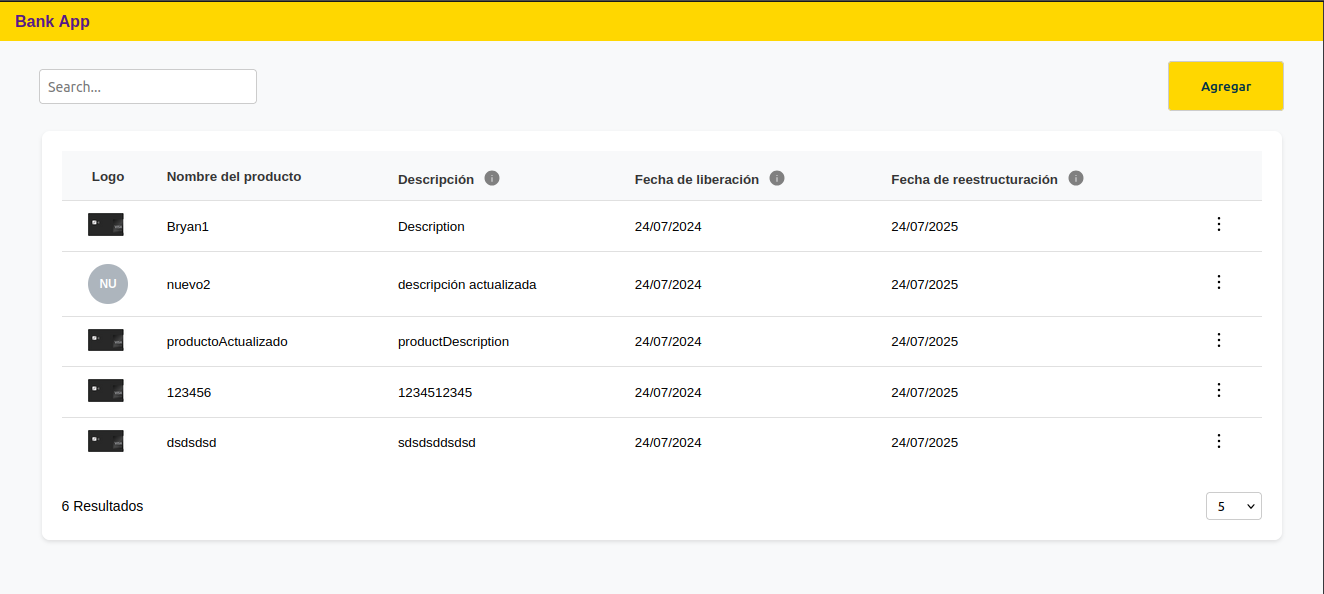 Bank App
Search...
Agregar
Logo Nombre del producto Descripción i Fecha de liberación i Fecha de reestructuración i
Bryan1 Description 24/07/2024 24/07/2025
NU nuevo2 descripción actualizada 24/07/2024 24/07/2025
productoActualizado productDescription 24/07/2024 24/07/2025
123456 1234512345 24/07/2024 24/07/2025
dsdsdsd sdsdsddsdsd 24/07/2024 24/07/2025
6 Resultados 5